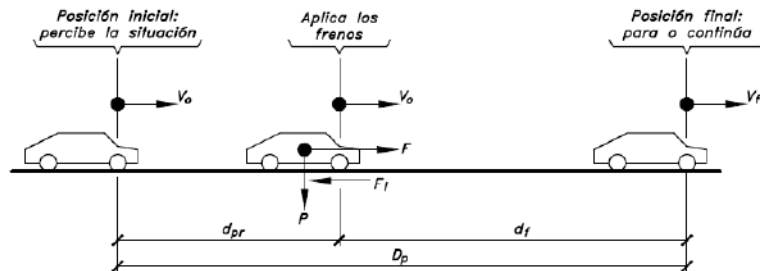 Posición inicial:
percibe la situación
Aplica los
frenos
Posición final:
para o continúa
Vo
Vo
Vf
F
Ff
P
dpr
df
Dp